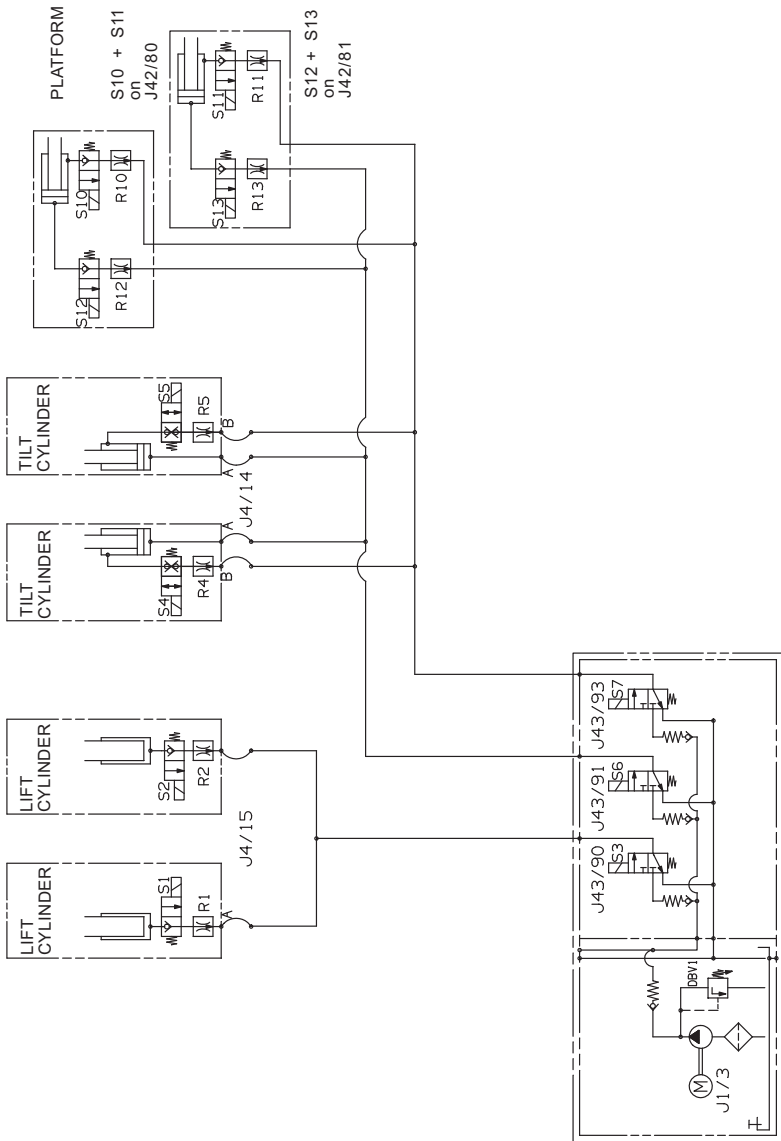 PLATFORM
S10 + S11
on
J42/80
S12 + S13
on
J42/81
S10
R10
S12
R12
S11
R11
S13
R13
TILT
CYLINDER
S5
R5
B
A
J4/14
TILT
CYLINDER
S4
R4
A
B
LIFT
CYLINDER
S2
R2
J4/15
LIFT
CYLINDER
S1
R1
A
J43/93
S7
J43/91
S6
J43/90
S3
DBV1
M
J1/3